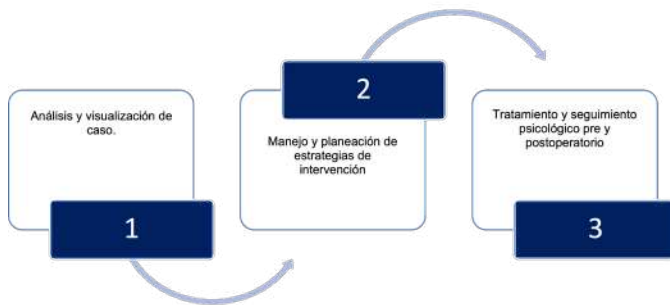 Análisis y visualización de
caso.
1
2
Manejo y planeación de
estrategias de
intervención
Tratamiento y seguimiento
psicológico pre y
postoperatorio
3